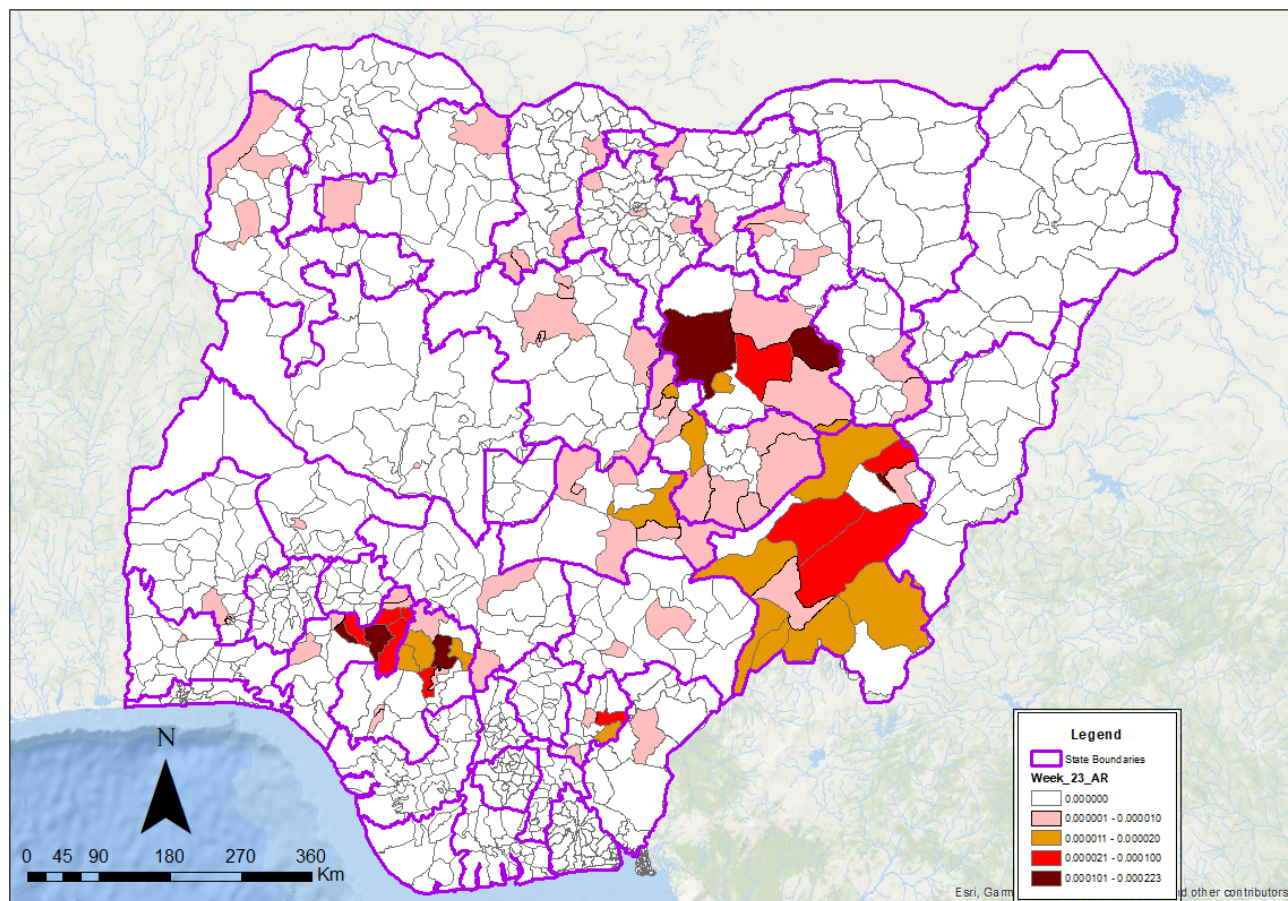 N
0 45 90 180 270 360
Km
Legend
State Boundaries
Week_23_AR
0.000000
0.000001 - 0.000010
0.000011 - 0.000020
0.000021 - 0.000100
0.000101 - 0.000223
Esri, Garm
d other contributors